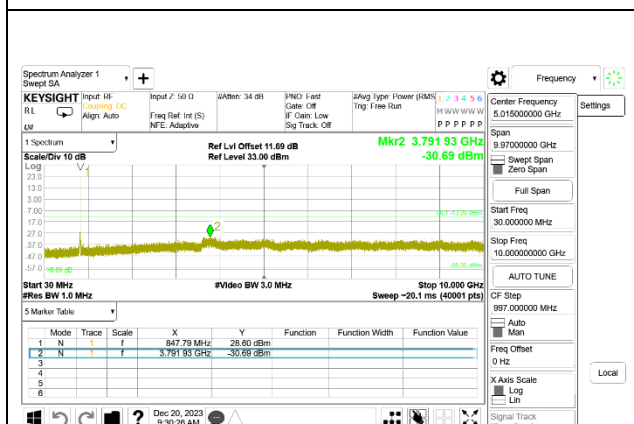 Spectrum Analyzer 1
Swept SA
Frequency
KEYSIGHT
RL
Input: RF
Coupling: DC
Align: Auto
Input Z: 50 Ω
Freq Ref: Int (S)
NFE: Adaptive
#Atten: 34 dB
PNO: Fast
Gate: Off
IF Gain: Low
Sig Track: Off
#Avg Type: Power (RMS
Trig: Free Run
1 2 3 4 5 6
M W W W W W
P P P P P P
Center Frequency
5.015000000 GHz
Settings
1 Spectrum
Scale/Div 10 dB
Log
Ref Lvl Offset 11.69 dB
Ref Level 33.00 dBm
Mkr2 3.791 93 GHz
-30.69 dBm
Span
9.97000000 GHz
Swept Span
Zero Span
Full Span
23.0
13.0
3.00
-7.00
-17.0
-27.0
-37.0
-47.0
-57.0
1
2
Start Freq
30.000000 MHz
Stop Freq
10.000000000 GHz
AUTO TUNE
Start 30 MHz
#Res BW 1.0 MHz
#Video BW 3.0 MHz
Stop 10.000 GHz
Sweep ~20.1 ms (40001 pts)
CF Step
997.000000 MHz
Auto
Man
5 Marker Table
Mode Trace Scale X Y Function Function Width Function Value
1 N 1 f 847.79 MHz 28.60 dBm
2 N 1 f 3.791 93 GHz -30.69 dBm
3
4
5
6
Freq Offset
0 Hz
X Axis Scale
Log
Lin
Local
Signal Track
?
Dec 20, 2023
9:30:26 AM